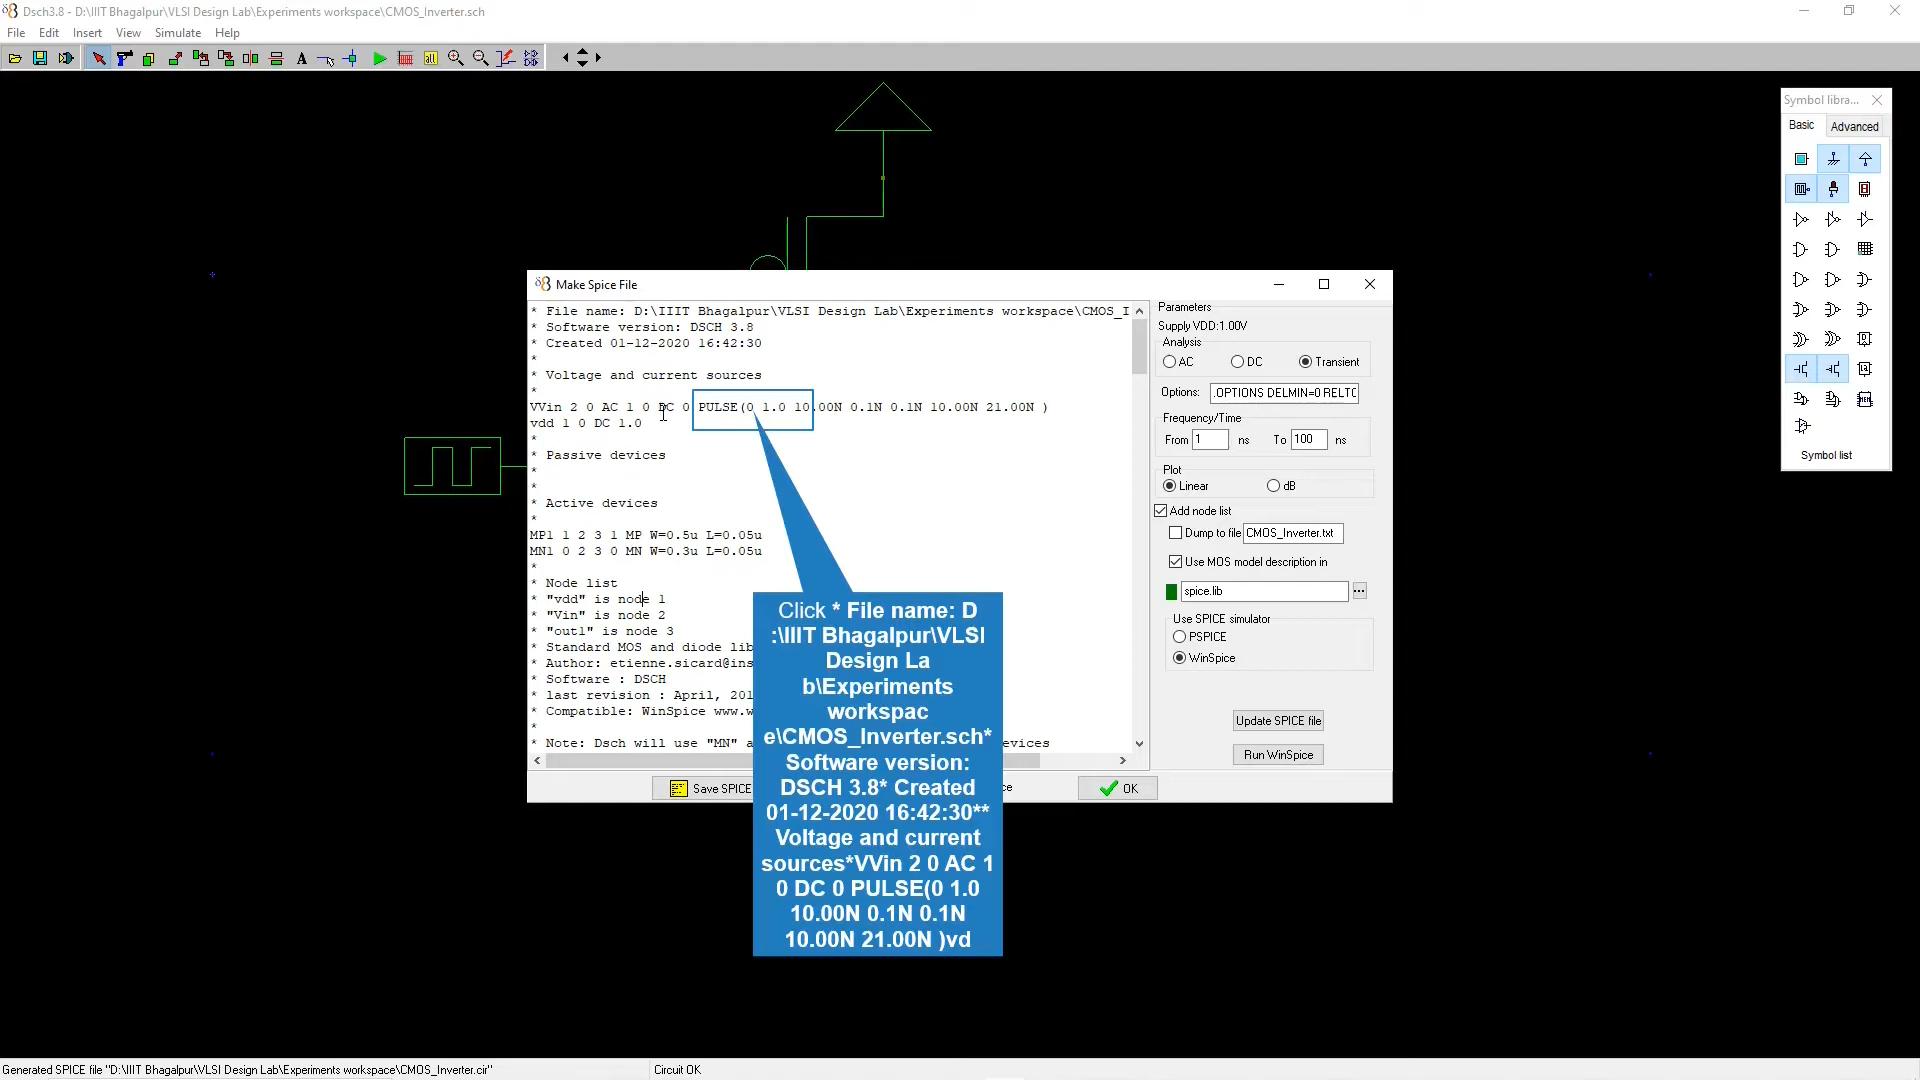 Dsch3.8 - D:\IIIT Bhagalpur\VLSI Design Lab\Experiments workspace\CMOS_Inverter.sch
File Edit Insert View Simulate Help
Symbol libra...
Basic Advanced
Symbol list
Make Spice File
* File name: D:\IIIT Bhagalpur\VLSI Design Lab\Experiments workspace\CMOS_I
* Software version: DSCH 3.8
* Created 01-12-2020 16:42:30
*
* Voltage and current sources
*
VVin 2 0 AC 1 0 DC 0 PULSE(0 1.0 10.00N 0.1N 0.1N 10.00N 21.00N )
vdd 1 0 DC 1.0
*
* Passive devices
*
*
* Active devices
*
MP1 1 2 3 1 MP W=0.5u L=0.05u
MN1 0 2 3 0 MN W=0.3u L=0.05u
*
* Node list
* "vdd" is node 1
* "Vin" is node 2
* "out1" is node 3
* Standard MOS and diode lib
* Author: etienne.sicard@ins
* Software : DSCH
* last revision : April, 201
* Compatible: WinSpice www.w
*
* Note: Dsch will use "MN" a evices
Save SPICE ce OK
Parameters
Supply VDD:1.00V
Analysis
AC DC Transient
Options: .OPTIONS DELMIN=0 RELTO
Frequency/Time
From 1 ns To 100 ns
Plot
Linear dB
Add node list
Dump to file CMOS_Inverter.txt
Use MOS model description in
spice.lib ...
Use SPICE simulator
PSPICE
WinSpice
Update SPICE file
Run WinSpice
Click * File name: D
:\IIIT Bhagalpur\VLSI
Design La
b\Experiments
workspac
e\CMOS_Inverter.sch*
Software version:
DSCH 3.8* Created
01-12-2020 16:42:30**
Voltage and current
sources*VVin 2 0 AC 1
0 DC 0 PULSE(0 1.0
10.00N 0.1N 0.1N
10.00N 21.00N )vd
Generated SPICE file "D:\IIIT Bhagalpur\VLSI Design Lab\Experiments workspace\CMOS_Inverter.cir" Circuit OK